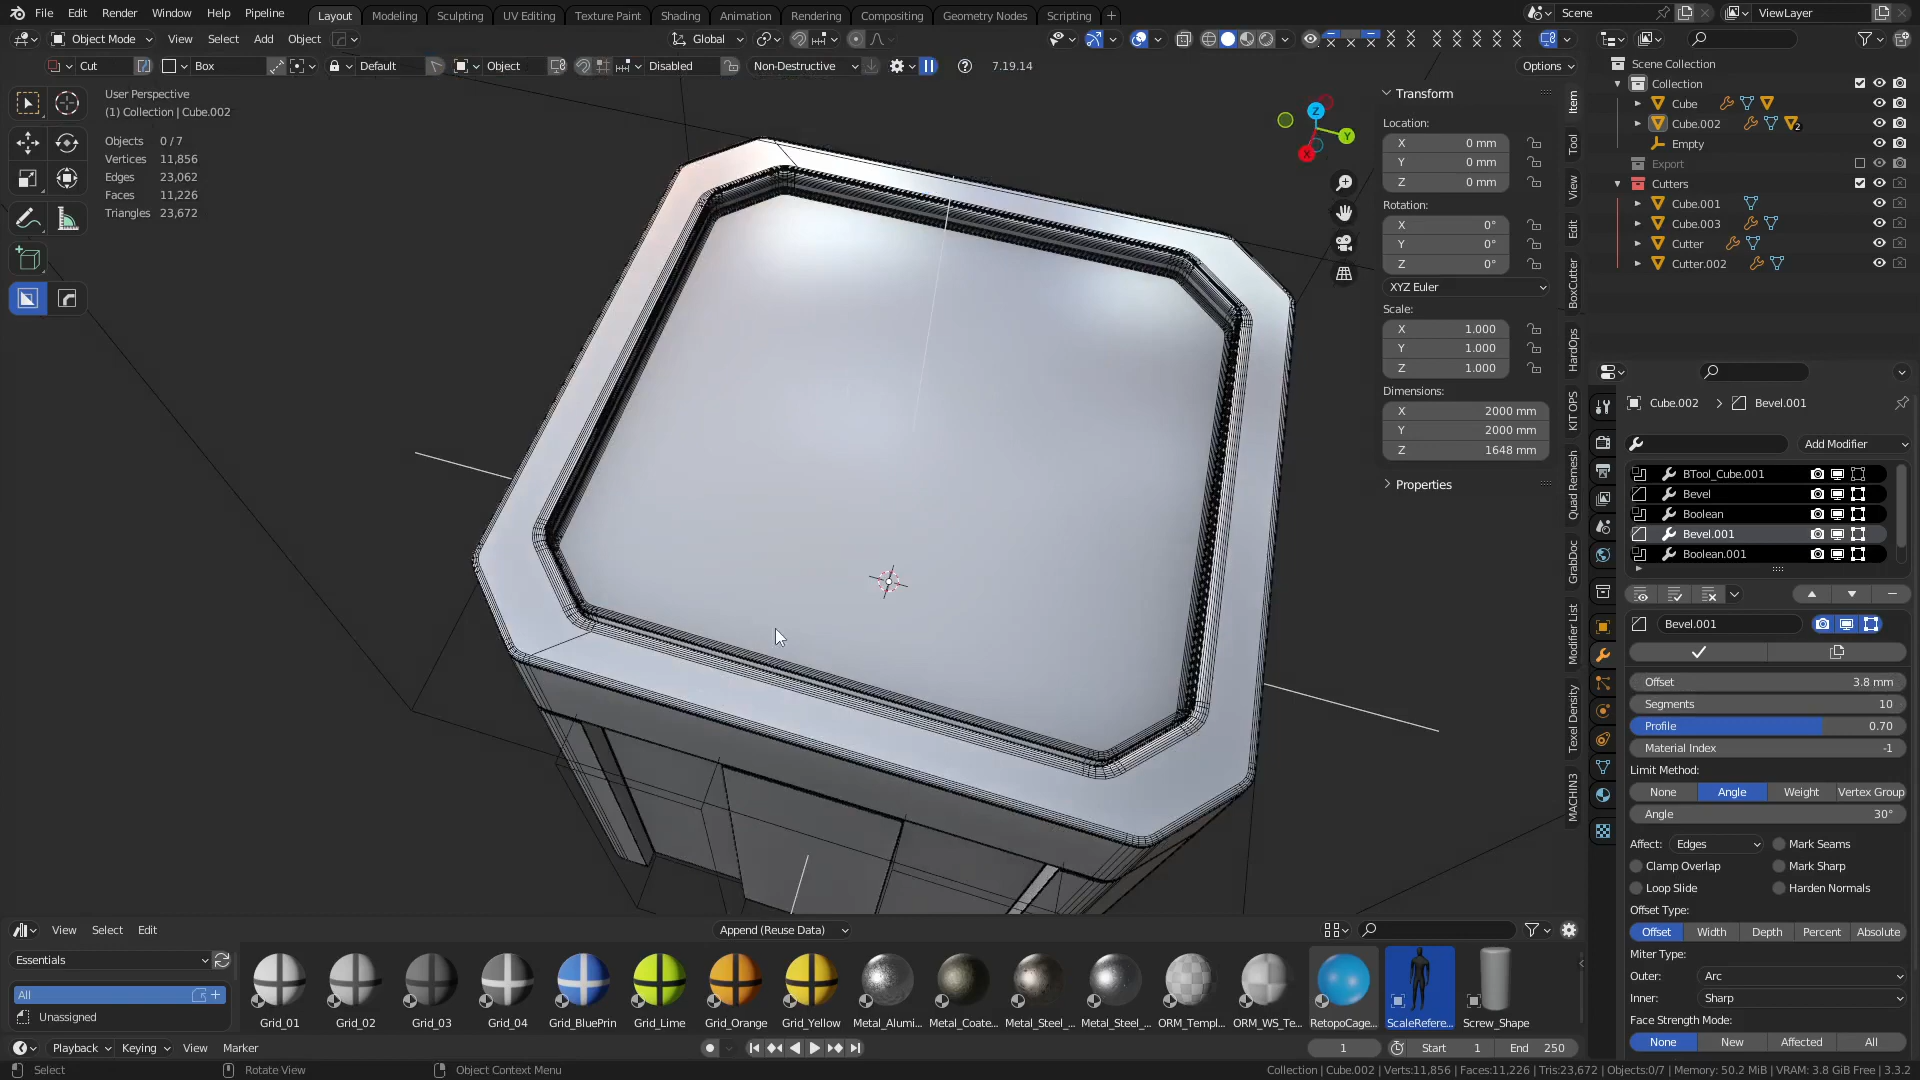 File Edit Render Window Help Pipeline Layout Modeling Sculpting UV Editing Texture Paint Shading Animation Rendering Compositing Geometry Nodes Scripting + Scene ViewLayer
Object Mode View Select Add Object Global
Cut Box Default Object Disabled Non-Destructive 7.19.14 Options
User Perspective
(1) Collection | Cube.002
Objects 0/7
Vertices 11,856
Edges 23,062
Faces 11,226
Triangles 23,672
Z
Y
X
Transform
Location:
X 0 mm
Y 0 mm
Z 0 mm
Rotation:
X 0°
Y 0°
Z 0°
XYZ Euler
Scale:
X 1.000
Y 1.000
Z 1.000
Dimensions:
X 2000 mm
Y 2000 mm
Z 1648 mm
Properties
Item
Tool
View
Edit
BoxCutter
HardOps
KIT OPS
Quad Remesh
GrabDoc
Modifier List
Texel Density
MACHIN3
Scene Collection
Collection
Cube
Cube.002 2
Empty
Export
Cutters
Cube.001
Cube.003
Cutter
Cutter.002
Cube.002 > Bevel.001
Add Modifier
BTool_Cube.001
Bevel
Boolean
Bevel.001
Boolean.001
Bevel.001
Offset 3.8 mm
Segments 10
Profile 0.70
Material Index -1
Limit Method:
None Angle Weight Vertex Group
Angle 30°
Affect: Edges Mark Seams
Clamp Overlap Mark Sharp
Loop Slide Harden Normals
Offset Type:
Offset Width Depth Percent Absolute
Miter Type:
Outer: Arc
Inner: Sharp
Face Strength Mode:
None New Affected All
View Select Edit Append (Reuse Data)
Essentials
All
Unassigned
Grid_01 Grid_02 Grid_03 Grid_04 Grid_BluePrin Grid_Lime Grid_Orange Grid_Yellow Metal_Alumi... Metal_Coate... Metal_Steel_... Metal_Steel_... ORM_Templ... ORM_WS_Te... RetopoCage... ScaleRefere... Screw_Shape
Playback Keying View Marker 1 Start 1 End 250
Select Rotate View Object Context Menu Collection | Cube.002 | Verts:11,856 | Faces:11,226 | Tris:23,672 | Objects:0/7 | Memory: 50.2 MiB | VRAM: 3.8 GiB Free | 3.3.2